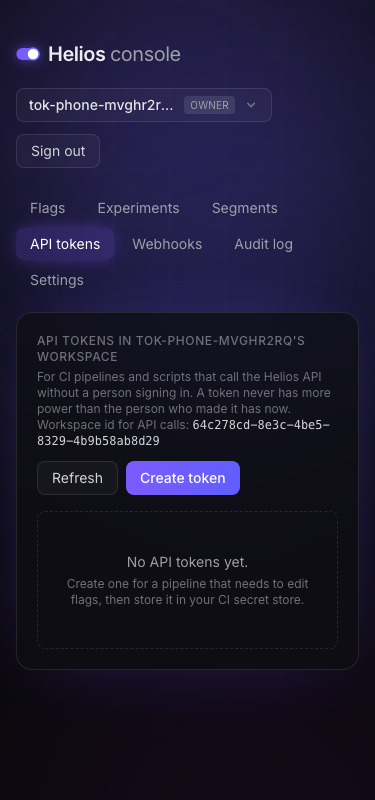 Helios console
tok-phone-mvghr2r... OWNER
Sign out
Flags Experiments Segments
API tokens Webhooks Audit log
Settings
API TOKENS IN TOK-PHONE-MVGHR2RQ'S
WORKSPACE
For CI pipelines and scripts that call the Helios API
without a person signing in. A token never has more
power than the person who made it has now.
Workspace id for API calls: 64c278cd-8e3c-4be5-
8329-4b9b58ab8d29
Refresh Create token
No API tokens yet.
Create one for a pipeline that needs to edit
flags, then store it in your CI secret store.